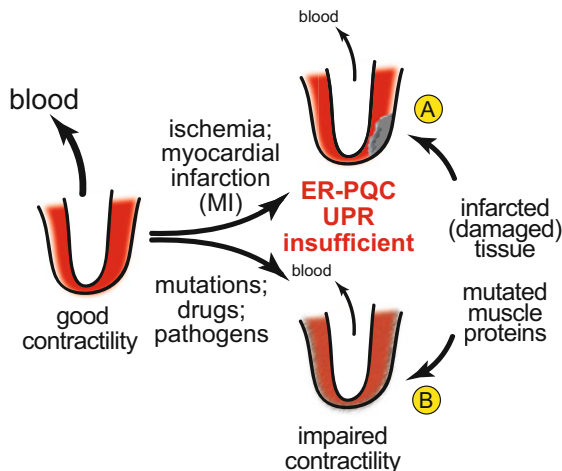 blood
good
contractility
ischemia;
myocardial
infarction
(MI)
mutations;
drugs;
pathogens
blood
A
ER-PQC
UPR
insufficient
infarcted
(damaged)
tissue
mutated
muscle
proteins
blood
B
impaired
contractility